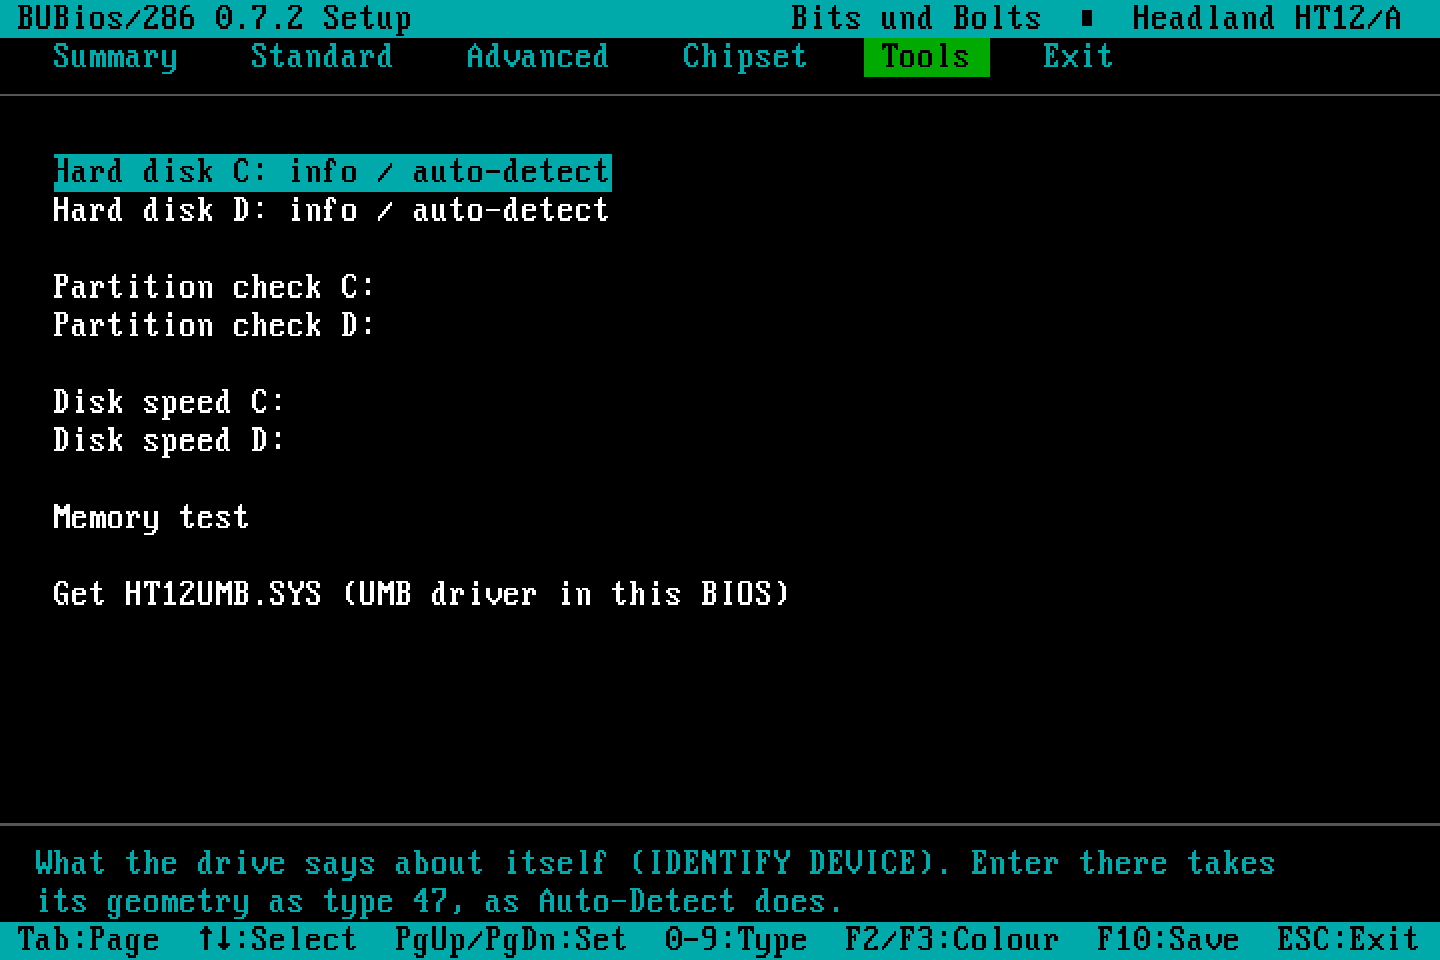 BUBios/286 0.7.2 Setup Bits und Bolts ■ Headland HT12/A
Summary Standard Advanced Chipset Tools Exit
Hard disk C: info / auto-detect
Hard disk D: info / auto-detect
Partition check C:
Partition check D:
Disk speed C:
Disk speed D:
Memory test
Get HT12UMB.SYS (UMB driver in this BIOS)
What the drive says about itself (IDENTIFY DEVICE). Enter there takes
its geometry as type 47, as Auto-Detect does.
Tab:Page ↑↓:Select PgUp/PgDn:Set 0-9:Type F2/F3:Colour F10:Save ESC:Exit